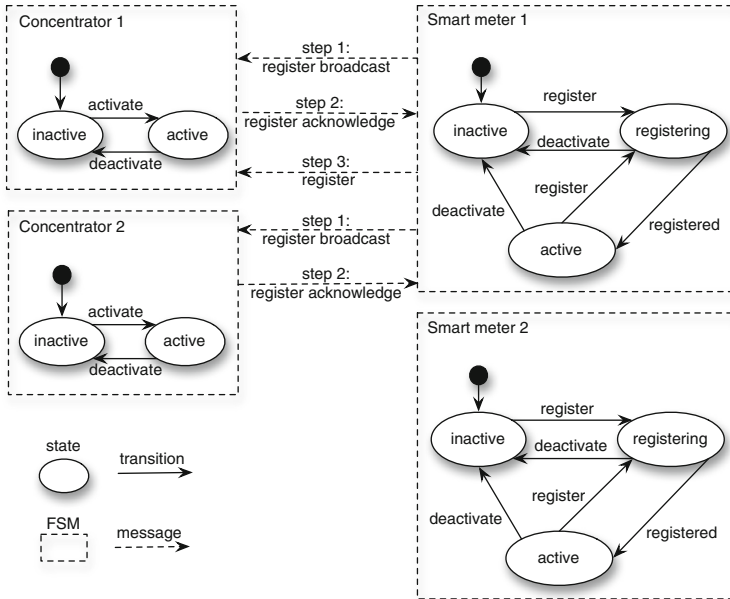 Concentrator 1
inactive
activate
active
deactivate
step 1:
register broadcast
step 2:
register acknowledge
step 3:
register
Smart meter 1
inactive
register
registering
deactivate
register
deactivate
registered
active
Concentrator 2
inactive
activate
active
deactivate
step 1:
register broadcast
step 2:
register acknowledge
Smart meter 2
inactive
register
registering
deactivate
register
deactivate
registered
active
state
transition
FSM
message